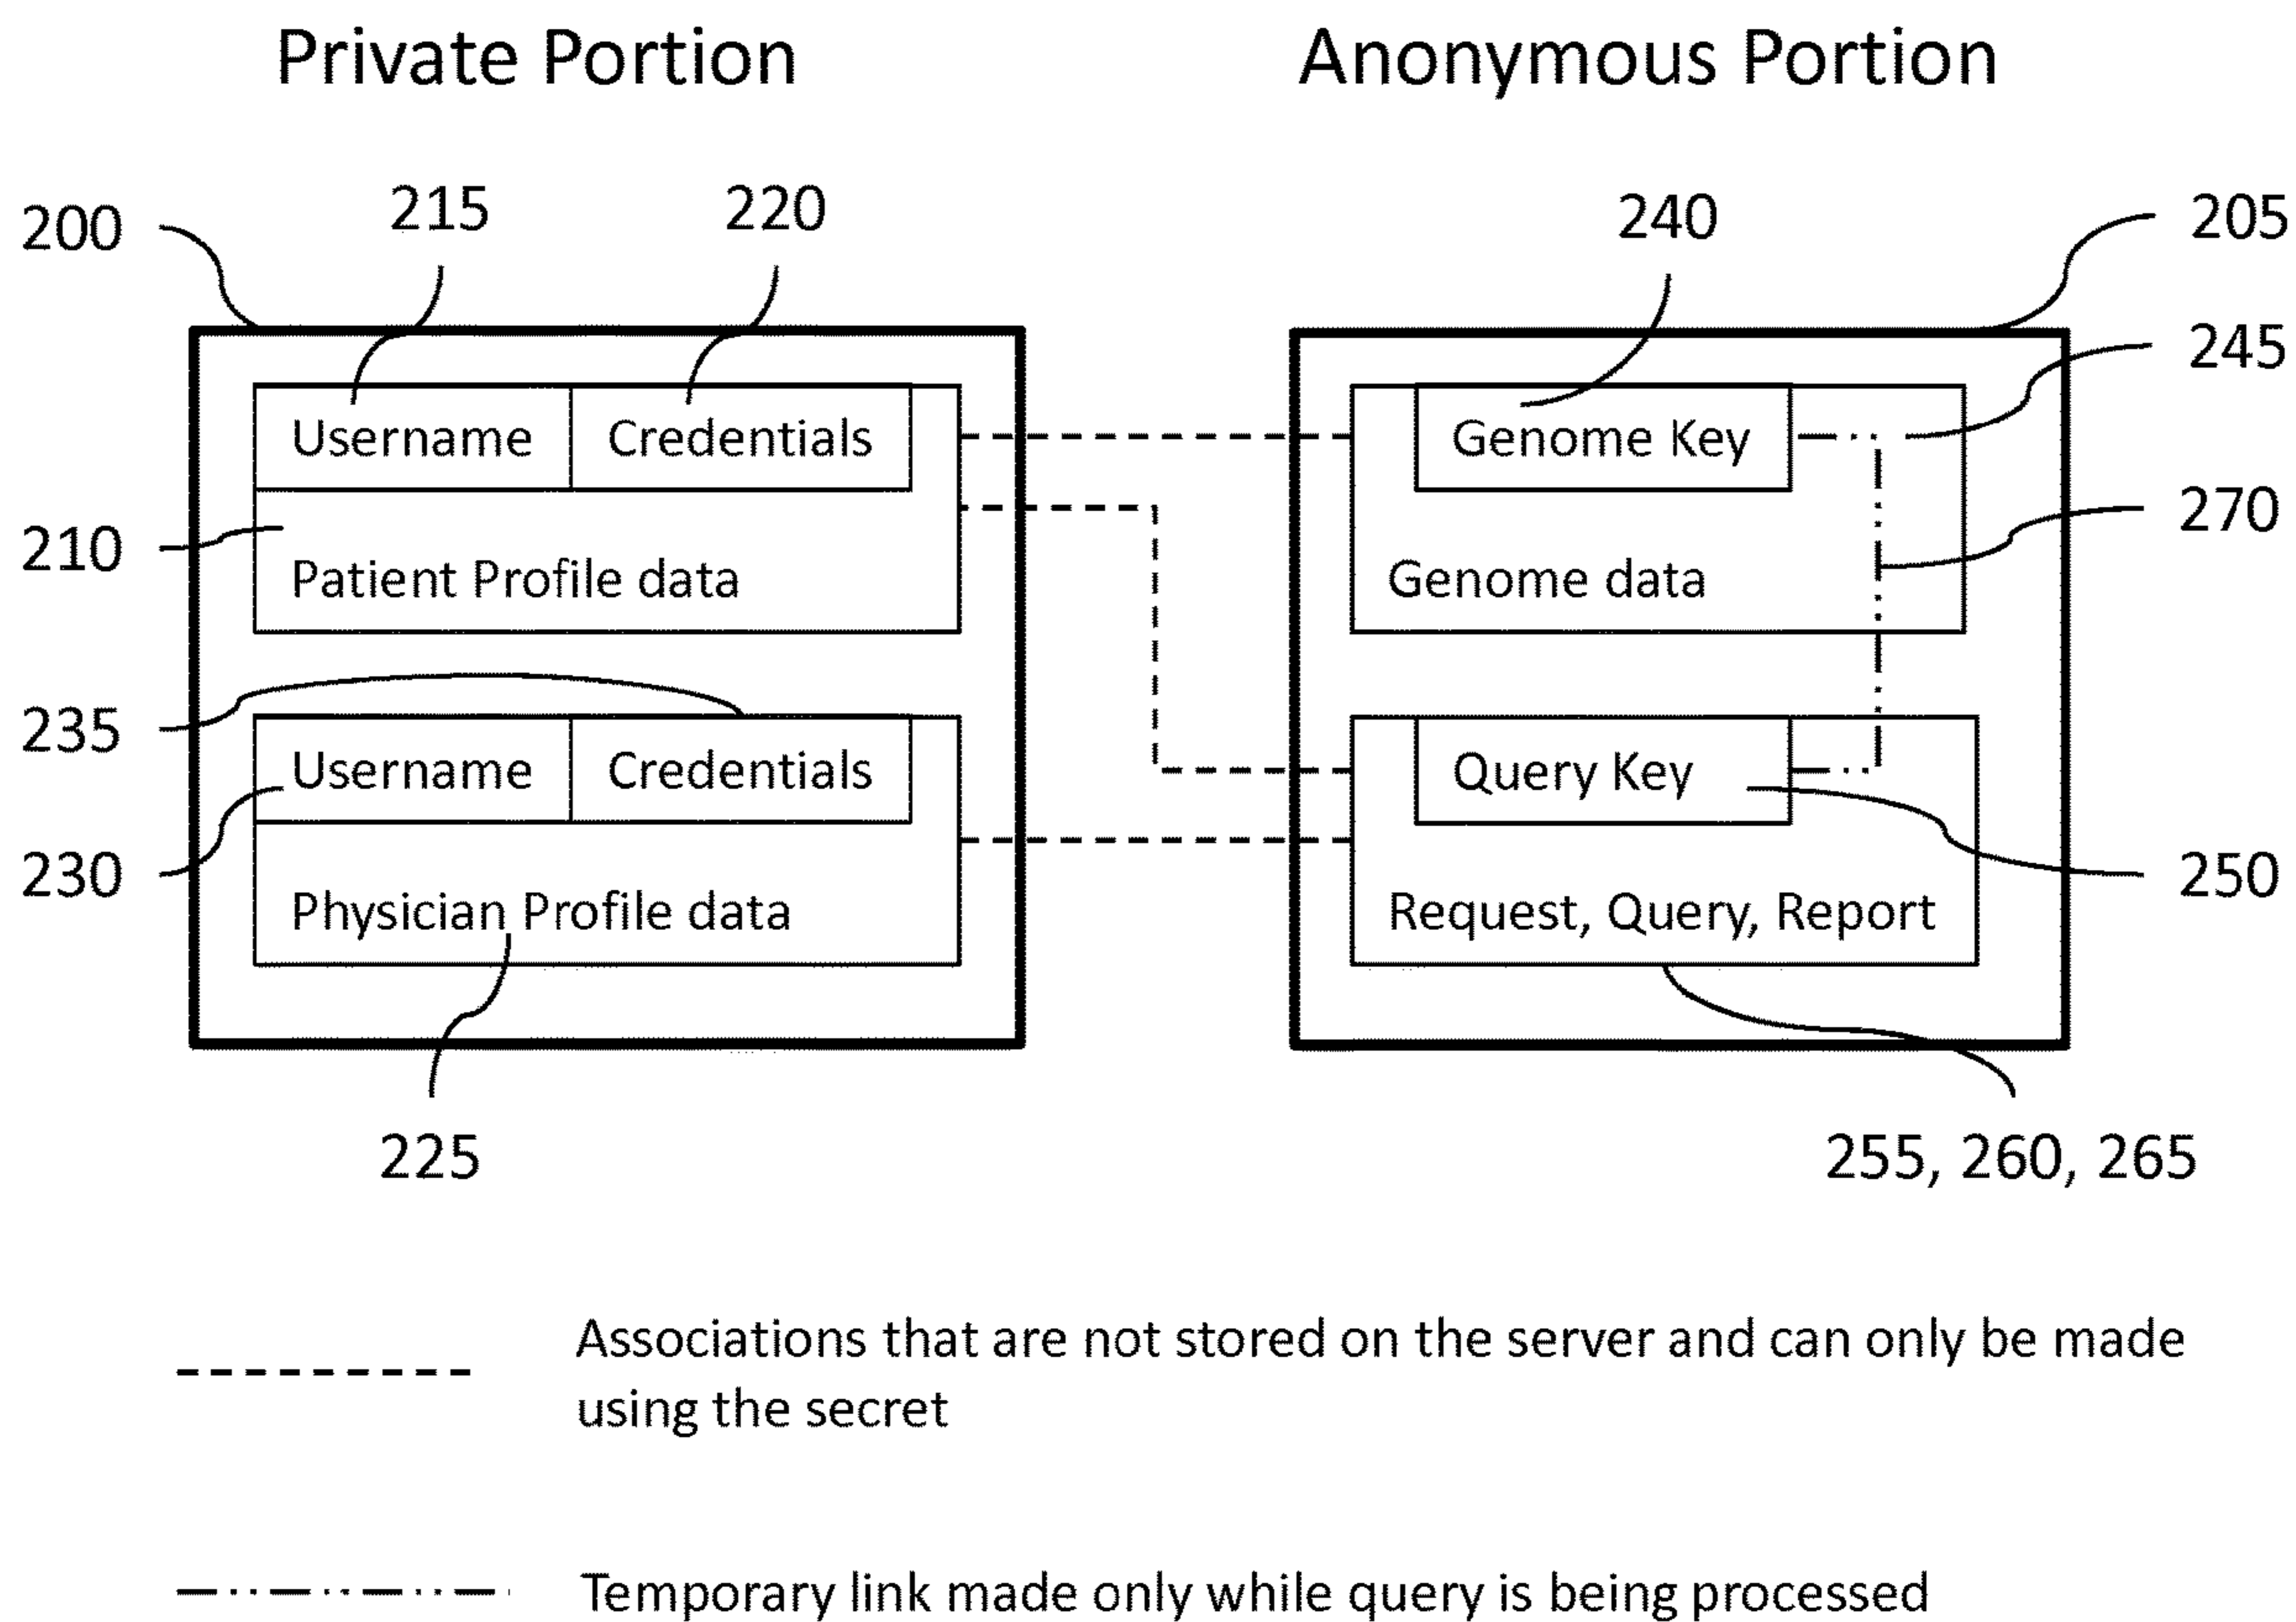 Private Portion
Anonymous Portion
200
215
220
240
205
245
Username
Credentials
Genome Key
270
210
Patient Profile data
Genome data
235
Username
Credentials
Query Key
230
250
Physician Profile data
Request, Query, Report
225
255, 260, 265
Associations that are not stored on the server and can only be made
using the secret
Temporary link made only while query is being processed